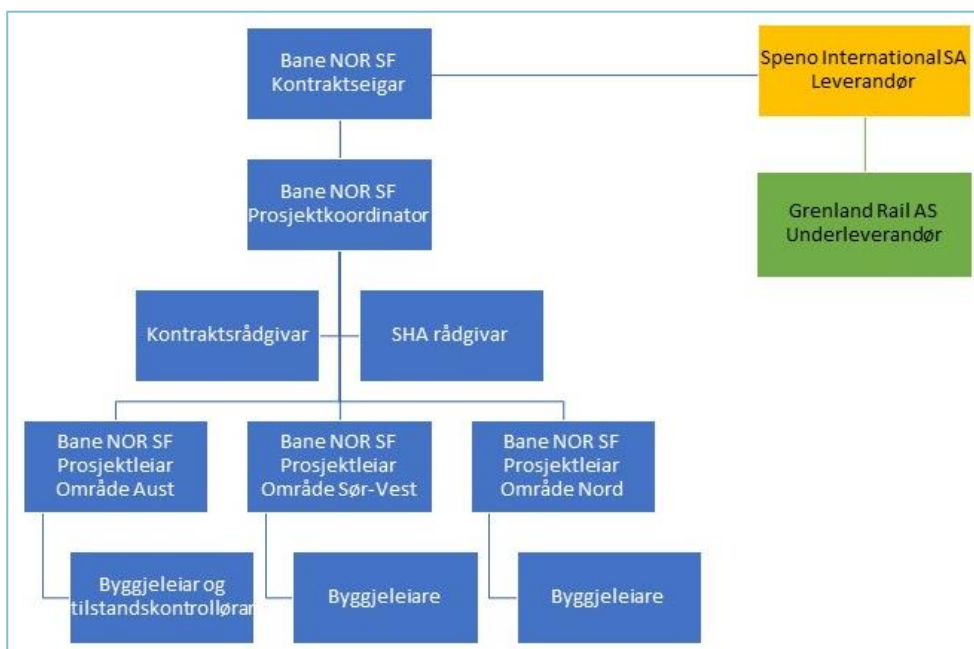 Bane NOR SF
Kontraktseigar
Speno International SA
Leverandør
Bane NOR SF
Prosjektkoordinator
Grenland Rail AS
Underleverandør
Kontraktsrådgivar
SHA rådgivar
Bane NOR SF
Prosjektleiar
Område Aust
Bane NOR SF
Prosjektleiar
Område Sør-Vest
Bane NOR SF
Prosjektleiar
Område Nord
Byggjeleiar og
tilstandskontrollørar
Byggjeleiare
Byggjeleiare